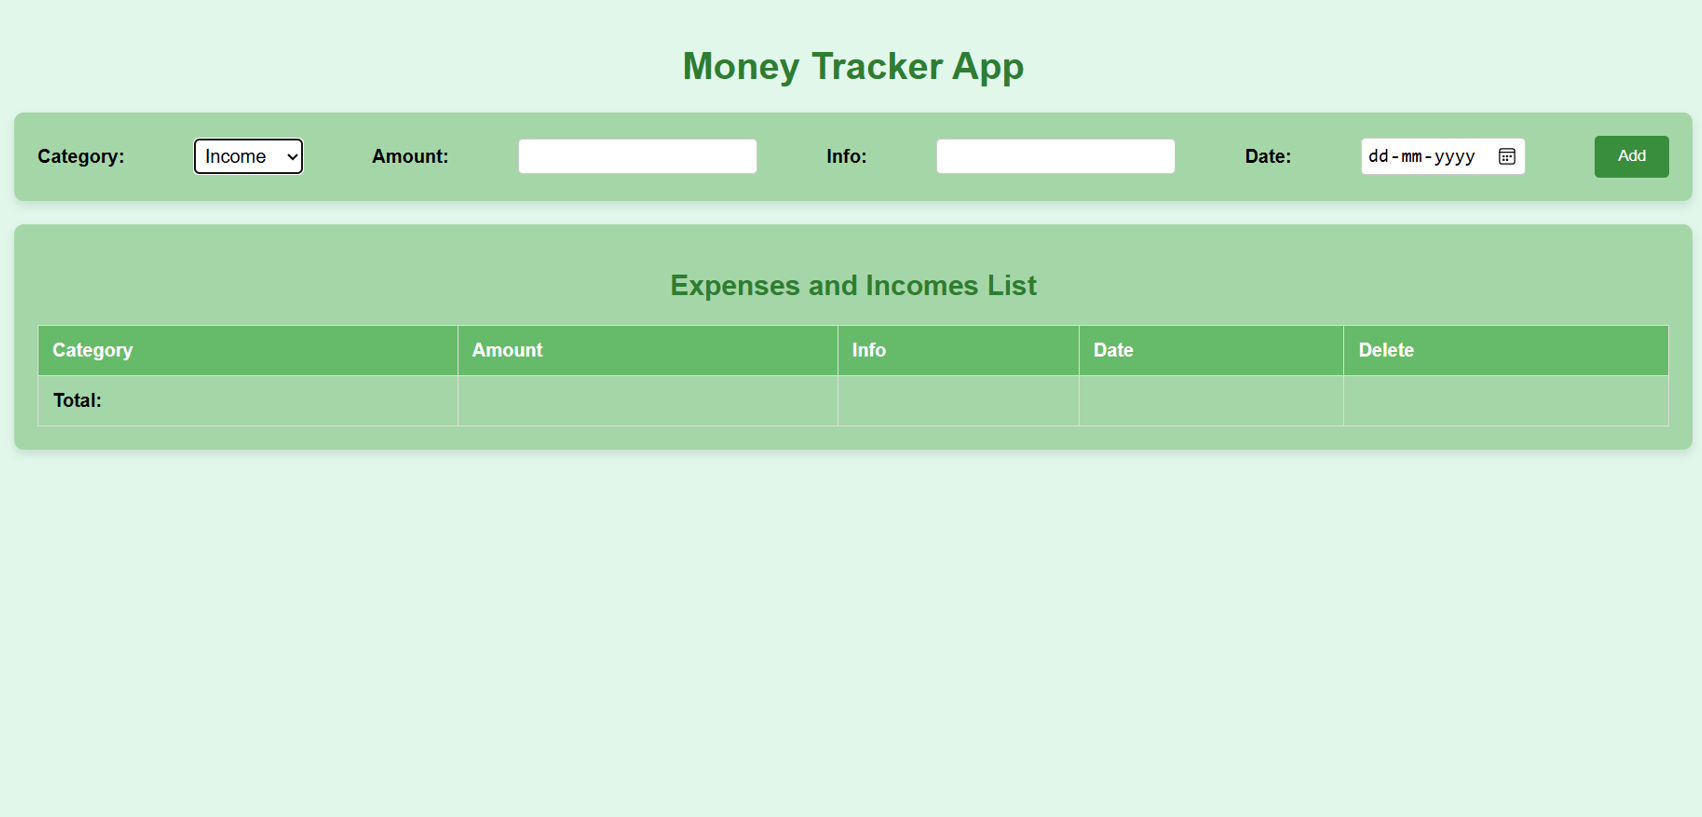 Money Tracker App
Category: Income Amount: Info: Date: dd-mm-yyyy Add
Expenses and Incomes List
Category Amount Info Date Delete
Total: